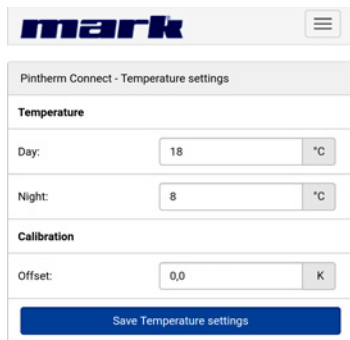 mark
Pintherm Connect - Temperature settings
Temperature
Day: 18 °C
Night: 8 °C
Calibration
Offset: 0,0 K
Save Temperature settings